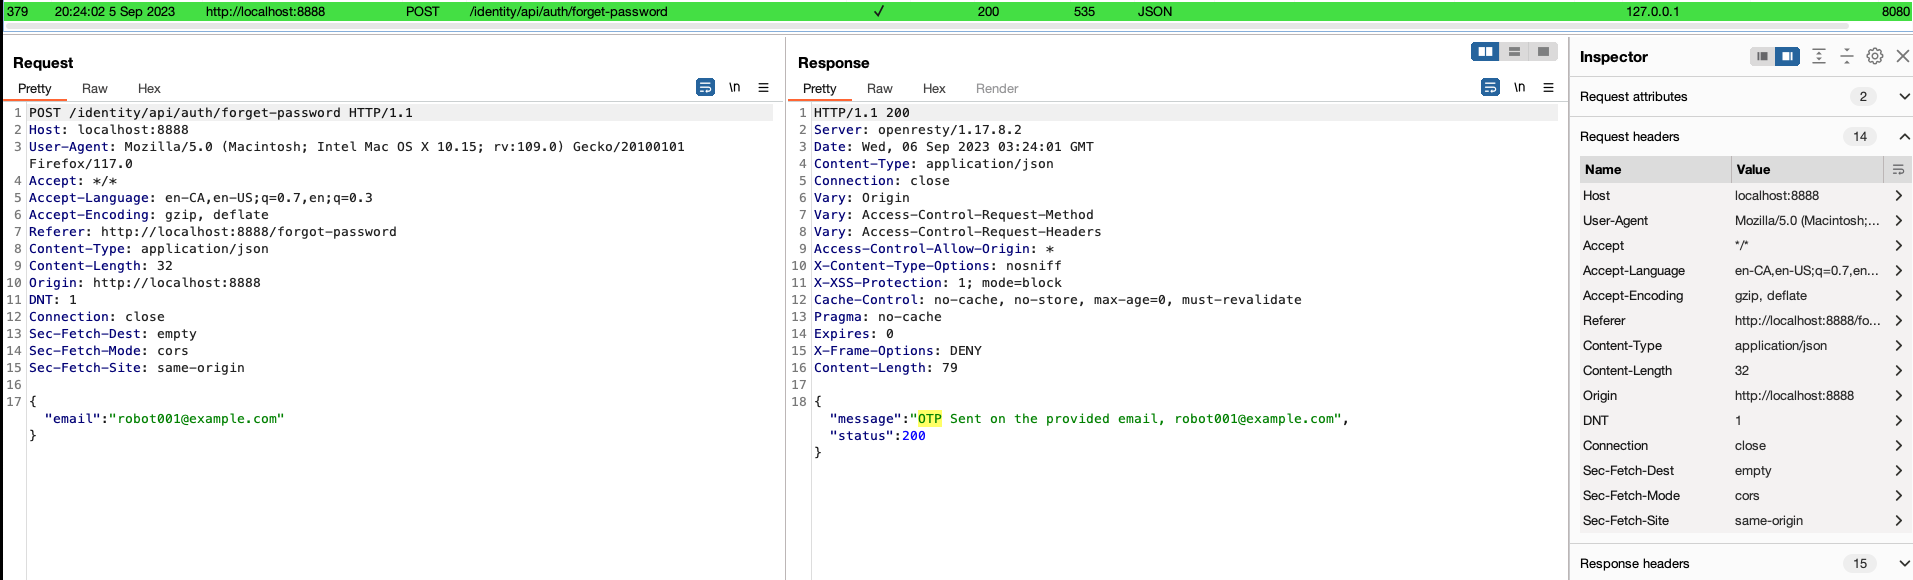 379 20:24:02 5 Sep 2023 http://localhost:8888 POST /identity/api/auth/forget-password ✓ 200 535 JSON 127.0.0.1 8080
Request
Pretty Raw Hex \n
1 POST /identity/api/auth/forget-password HTTP/1.1
2 Host: localhost:8888
3 User-Agent: Mozilla/5.0 (Macintosh; Intel Mac OS X 10.15; rv:109.0) Gecko/20100101
Firefox/117.0
4 Accept: */*
5 Accept-Language: en-CA,en-US;q=0.7,en;q=0.3
6 Accept-Encoding: gzip, deflate
7 Referer: http://localhost:8888/forgot-password
8 Content-Type: application/json
9 Content-Length: 32
10 Origin: http://localhost:8888
11 DNT: 1
12 Connection: close
13 Sec-Fetch-Dest: empty
14 Sec-Fetch-Mode: cors
15 Sec-Fetch-Site: same-origin
16
17 {
"email":"robot001@example.com"
}
Response
Pretty Raw Hex Render \n
1 HTTP/1.1 200
2 Server: openresty/1.17.8.2
3 Date: Wed, 06 Sep 2023 03:24:01 GMT
4 Content-Type: application/json
5 Connection: close
6 Vary: Origin
7 Vary: Access-Control-Request-Method
8 Vary: Access-Control-Request-Headers
9 Access-Control-Allow-Origin: *
10 X-Content-Type-Options: nosniff
11 X-XSS-Protection: 1; mode=block
12 Cache-Control: no-cache, no-store, max-age=0, must-revalidate
13 Pragma: no-cache
14 Expires: 0
15 X-Frame-Options: DENY
16 Content-Length: 79
17
18 {
"message":"OTP Sent on the provided email, robot001@example.com",
"status":200
}
Inspector
Request attributes 2
Request headers 14
Name Value
Host localhost:8888
User-Agent Mozilla/5.0 (Macintosh;...
Accept */*
Accept-Language en-CA,en-US;q=0.7,en...
Accept-Encoding gzip, deflate
Referer http://localhost:8888/fo...
Content-Type application/json
Content-Length 32
Origin http://localhost:8888
DNT 1
Connection close
Sec-Fetch-Dest empty
Sec-Fetch-Mode cors
Sec-Fetch-Site same-origin
Response headers 15